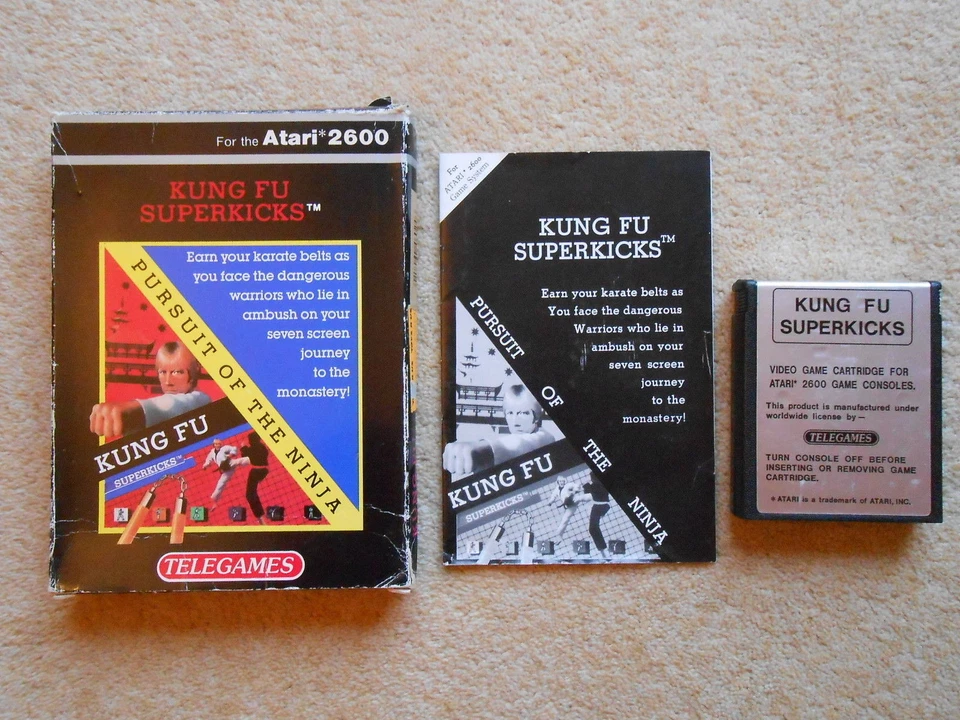 For the Atari*2600
KUNG FU
SUPERKICKS™
Earn your karate belts as
you face the dangerous
warriors who lie in
ambush on your
seven screen
journey
to the
monastery!
PURSUIT OF THE NINJA
KUNG FU
SUPERKICKS™
TELEGAMES
For
ATARI* 2600
Game System
KUNG FU
SUPERKICKS™
Earn your karate belts as
You face the dangerous
Warriors who lie in
ambush on your
seven screen
journey
to the
monastery!
PURSUIT
OF
THE
NINJA
KUNG FU
SUPERKICKS™
KUNG FU
SUPERKICKS
VIDEO GAME CARTRIDGE FOR
ATARI* 2600 GAME CONSOLES.
This product is manufactured under
worldwide license by—
TELEGAMES
TURN CONSOLE OFF BEFORE
INSERTING OR REMOVING GAME
CARTRIDGE.
* ATARI is a trademark of ATARI, INC.